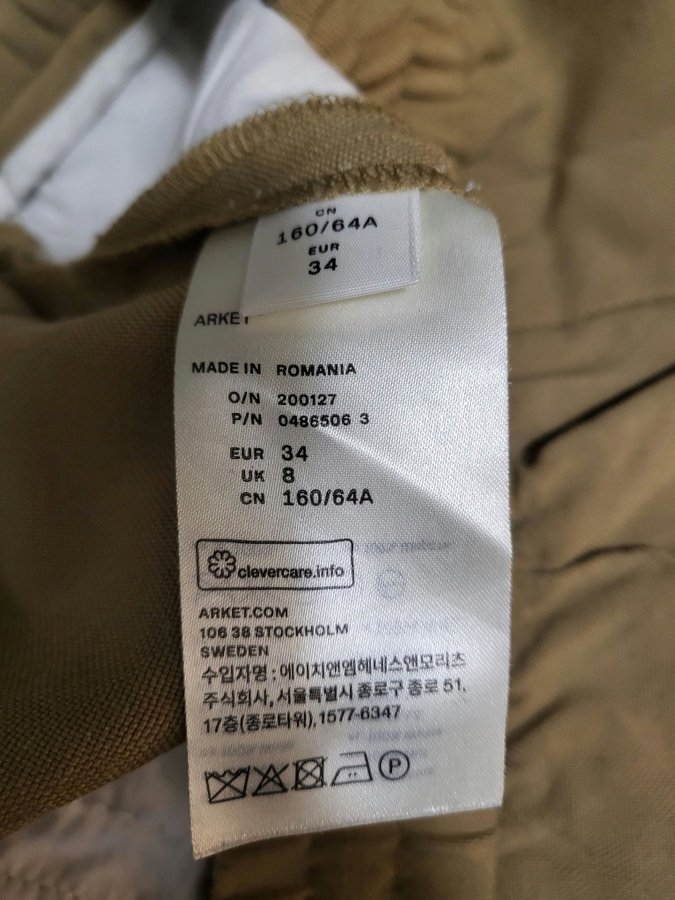 CN
160/64A
EUR
34
ARKET
MADE IN ROMANIA
O/N 200127
P/N 0486506 3
EUR 34
UK 8
CN 160/64A
clevercare.info
ARKET.COM
106 38 STOCKHOLM
SWEDEN
수입자명 : 에이치앤엠헤네스앤모리츠
주식회사, 서울특별시 종로구 종로 51,
17층(종로타워), 1577-6347
P